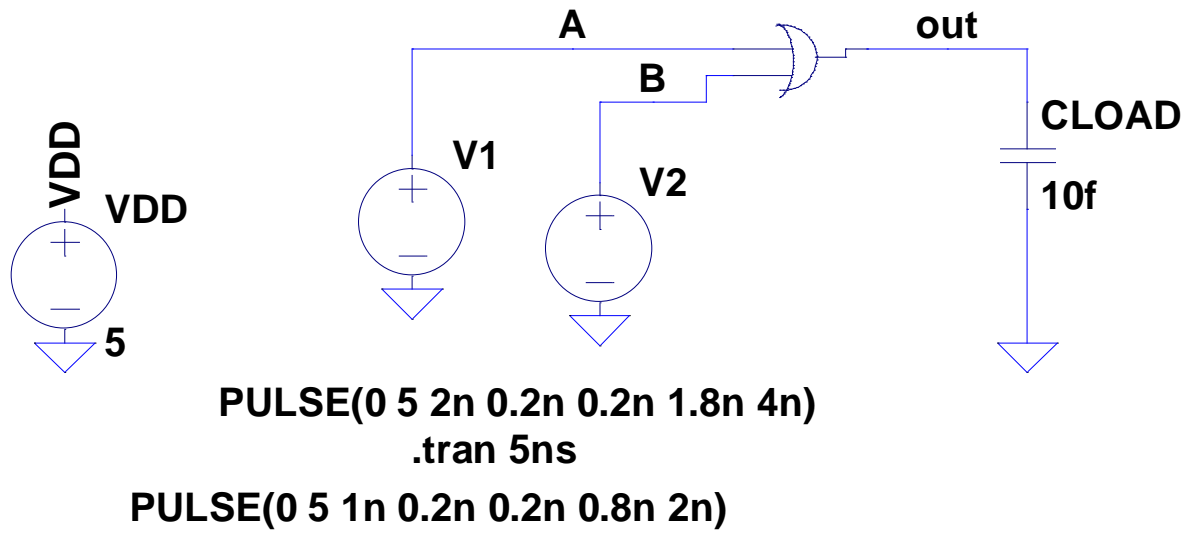 A
out
B
CLOAD
VDD
V1
V2
VDD
10f
5
PULSE(0 5 2n 0.2n 0.2n 1.8n 4n)
.tran 5ns
PULSE(0 5 1n 0.2n 0.2n 0.8n 2n)